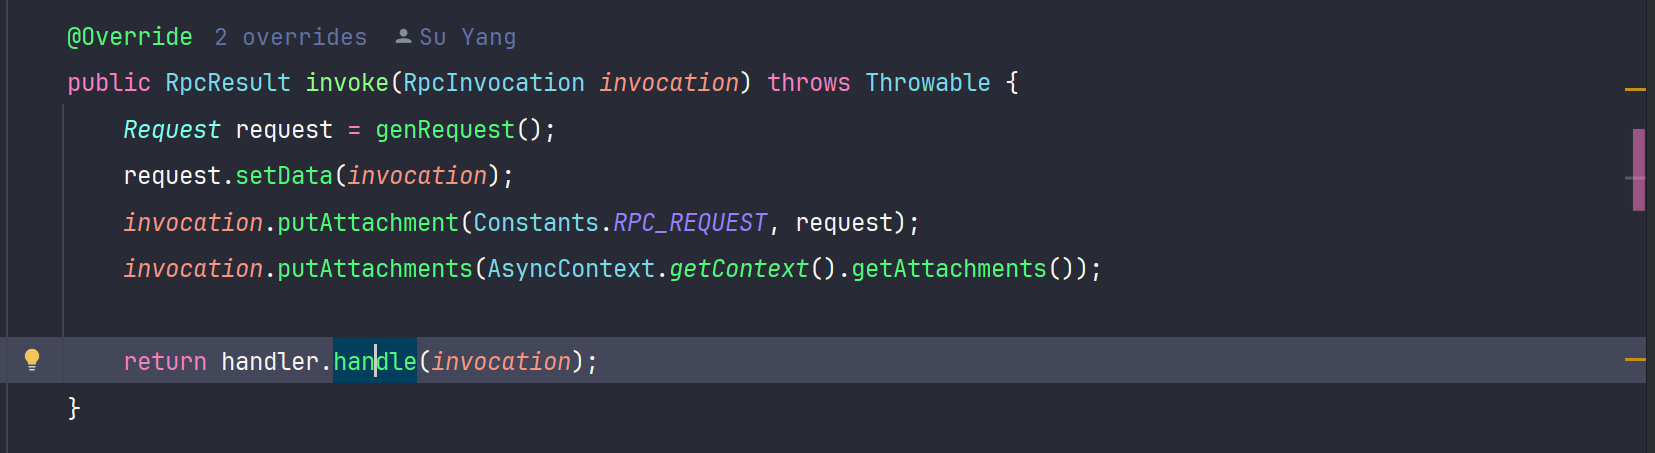 @Override 2 overrides Su Yang
public RpcResult invoke(RpcInvocation invocation) throws Throwable {
Request request = genRequest();
request.setData(invocation);
invocation.putAttachment(Constants.RPC_REQUEST, request);
invocation.putAttachments(AsyncContext.getContext().getAttachments());
return handler.handle(invocation);
}